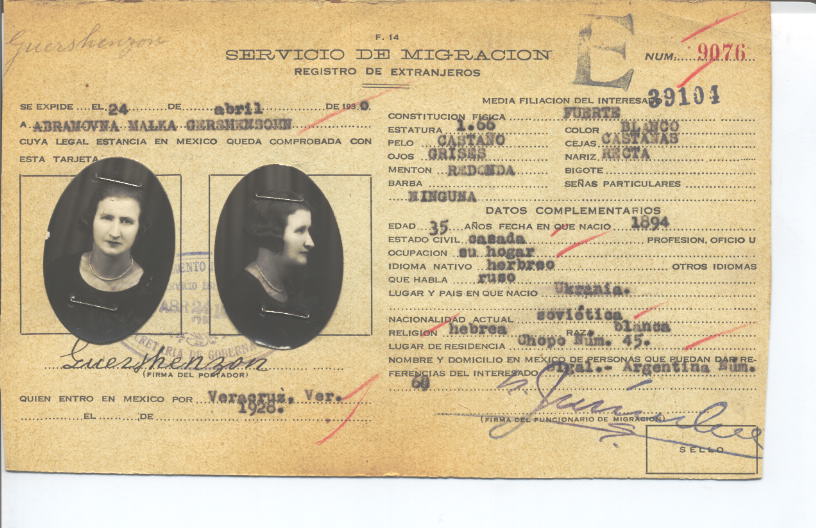 Guershenzon
F. 14
SERVICIO DE MIGRACION
REGISTRO DE EXTRANJEROS
E
NUM. 9076
39104
SE EXPIDE EL 24 DE abril DE 1930
A ABRAMOVNA MALKA GERSHENSOHN
CUYA LEGAL ESTANCIA EN MEXICO QUEDA COMPROBADA CON
ESTA TARJETA
Guershenzon
(FIRMA DEL PORTADOR)
QUIEN ENTRO EN MEXICO POR Veracruz, Ver.
1928.
EL DE
MEDIA FILIACION DEL INTERESADO
CONSTITUCION FISICA FUERTE
ESTATURA 1.66 COLOR BLANCO
PELO CASTAÑO CEJAS CASTAÑAS
OJOS GRISES NARIZ RECTA
MENTON REDONDA BIGOTE
BARBA SEÑAS PARTICULARES
NINGUNA
DATOS COMPLEMENTARIOS
EDAD 35 AÑOS FECHA EN QUE NACIO 1894
ESTADO CIVIL casada PROFESION, OFICIO U
OCUPACION su hogar
IDIOMA NATIVO hebreo OTROS IDIOMAS
QUE HABLA ruso
LUGAR Y PAIS EN QUE NACIO Ukrania.
NACIONALIDAD ACTUAL soviética
RELIGION hebrea RAZA blanca
LUGAR DE RESIDENCIA Chopo Núm. 45.
NOMBRE Y DOMICILIO EN MEXICO DE PERSONAS QUE PUEDAN DAR RE-
FERENCIAS DEL INTERESADO Argentina Núm.
60
(FIRMA DEL FUNCIONARIO DE MIGRACION)
SELLO